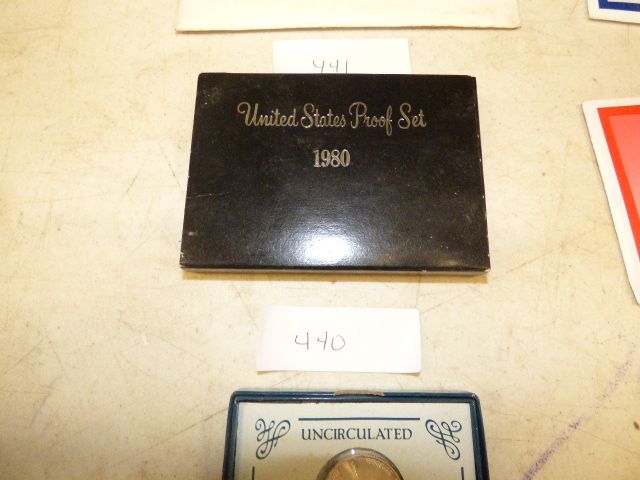 441
United States Proof Set
1980
440
UNCIRCULATED